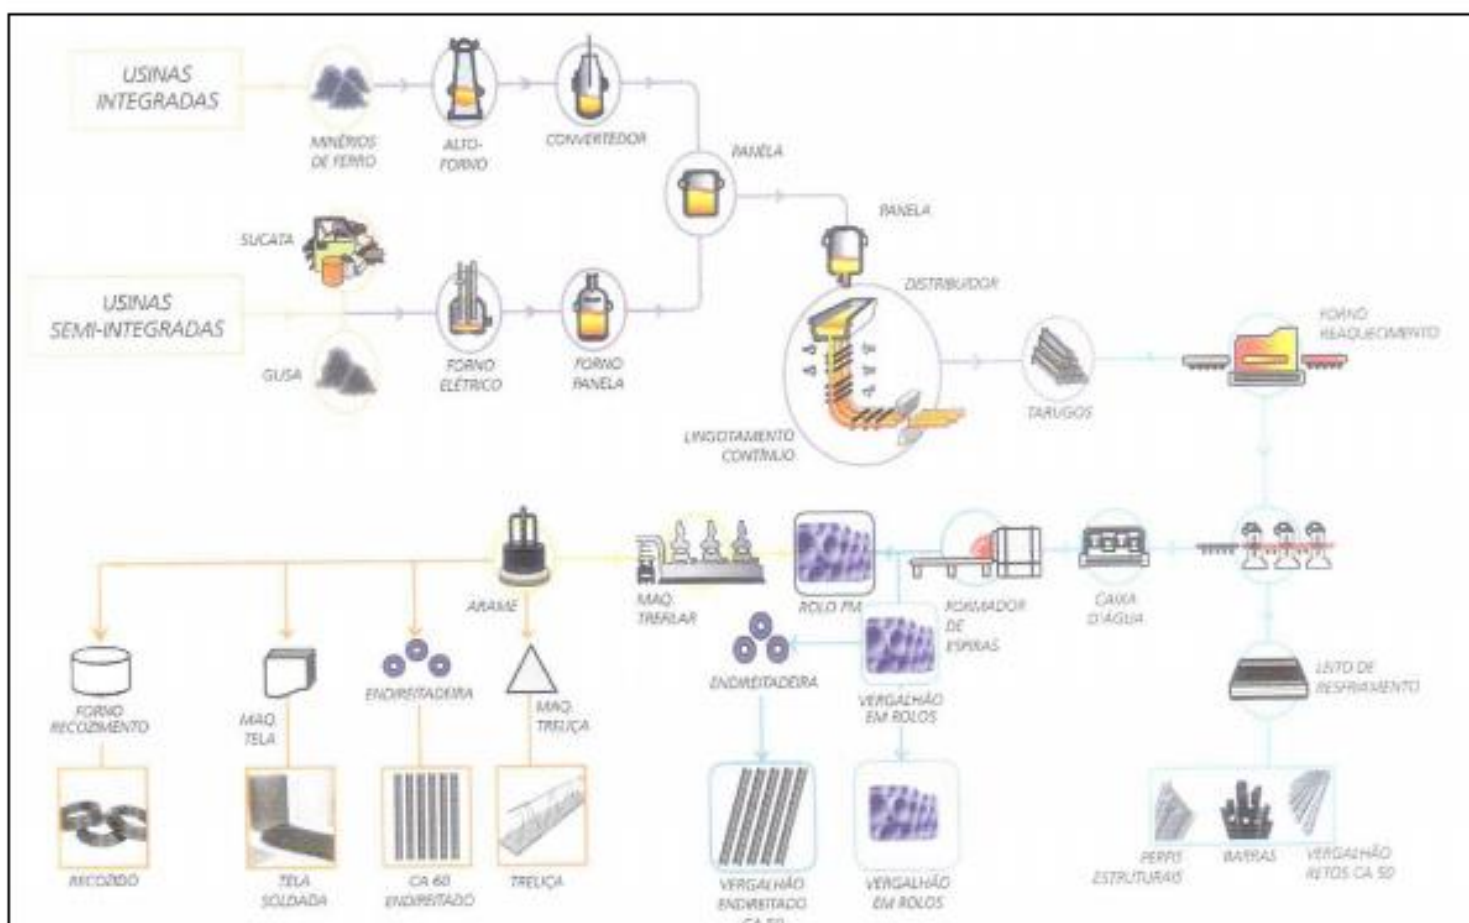 USINAS
INTEGRADAS
MINÉRIOS
DE FERRO
ALTO-
FORNO
CONVERTEDOR
PANELA
SUCATA
USINAS
SEMI-INTEGRADAS
GUSA
FORNO
ELÉTRICO
FORNO
PANELA
PANELA
DISTRIBUIDOR
LINGOTAMENTO
CONTÍNUO
TARUGOS
FORNO
REAQUECIMENTO
ARAME
MAQ.
TREFILAR
ROLO FM
FORMADOR
DE
ESPIRAS
CAIXA
D'ÁGUA
LEITO DE
RESFRIAMENTO
FORNO
RECOZIMENTO
MAQ.
TELA
ENDIREITADEIRA
MAQ.
TRELIÇA
ENDIREITADEIRA
VERGALHÃO
EM ROLOS
RECOZIDO
TELA
SOLDADA
CA 60
ENDIREITADO
TRELIÇA
VERGALHÃO
ENDIREITADO
CA 50
VERGALHÃO
EM ROLOS
PERFIS
ESTRUTURAIS
BARRAS
VERGALHÃO
RETOS CA 50